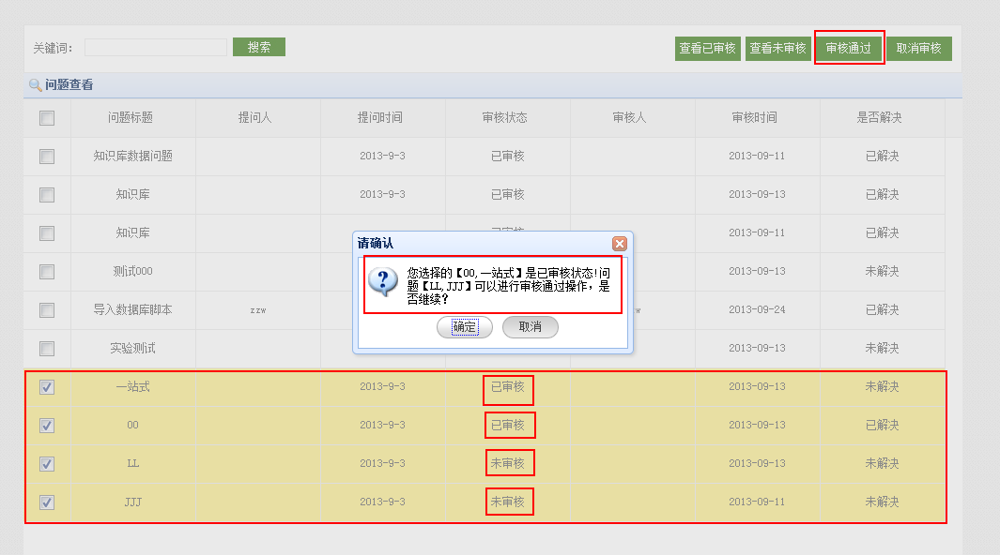 关键词: 搜索 查看已审核 查看未审核 审核通过 取消审核
问题查看
问题标题 提问人 提问时间 审核状态 审核人 审核时间 是否解决
知识库数据问题 2013-9-3 已审核 2013-09-11 已解决
知识库 2013-9-3 已审核 2013-09-13 已解决
知识库 2013-09-11 已解决
测试000 2013-09-13 未解决
导入数据库脚本 zzw 2013-09-24 已解决
实验测试 2013-09-13 未解决
请确认
您选择的【00,一站式】是已审核状态!问
题【LL,JJJ】可以进行审核通过操作，是
否继续？
确定 取消
一站式 2013-9-3 已审核 2013-09-13 未解决
00 2013-9-3 已审核 2013-09-13 已解决
LL 2013-9-3 未审核 2013-09-13 未解决
JJJ 2013-9-3 未审核 2013-09-11 未解决